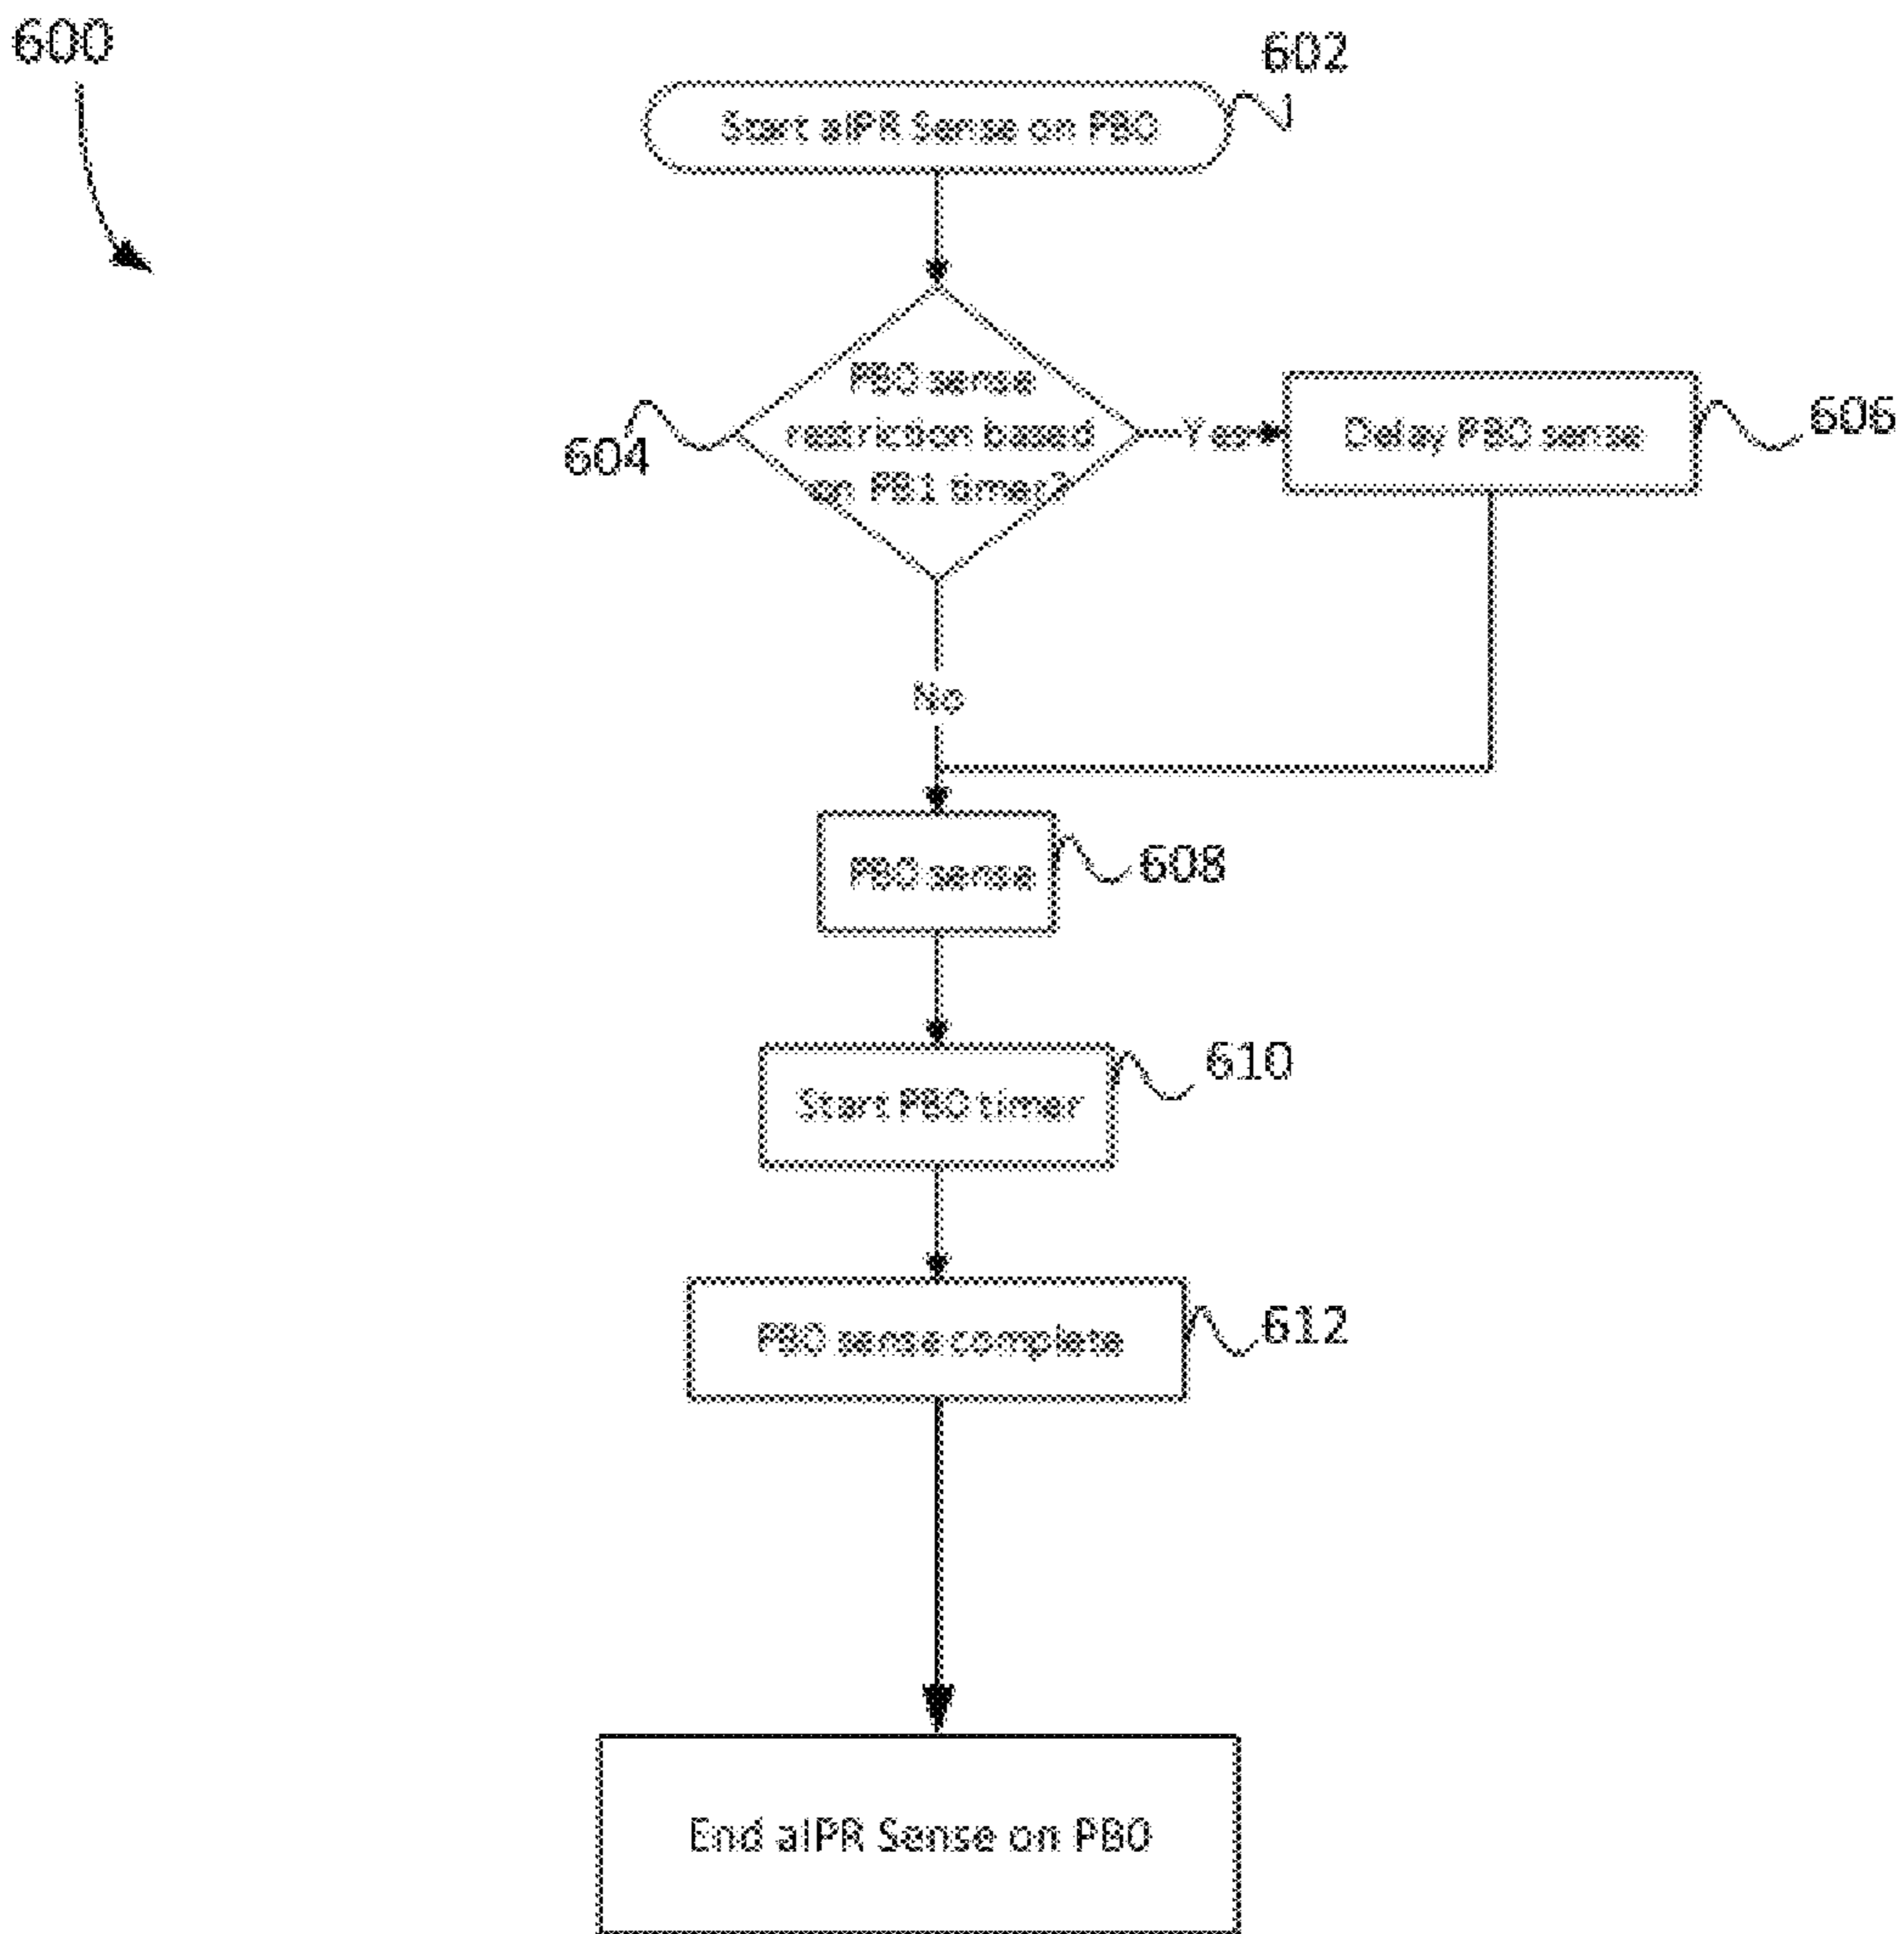 600
602
Start aIPR Sense on PB0
PB0 sense
restriction based
on PB1 timer?
604
Yes
Delay PB0 sense
606
No
PB0 sense
608
Start PB0 timer
610
PB0 sense complete
612
End aIPR Sense on PB0